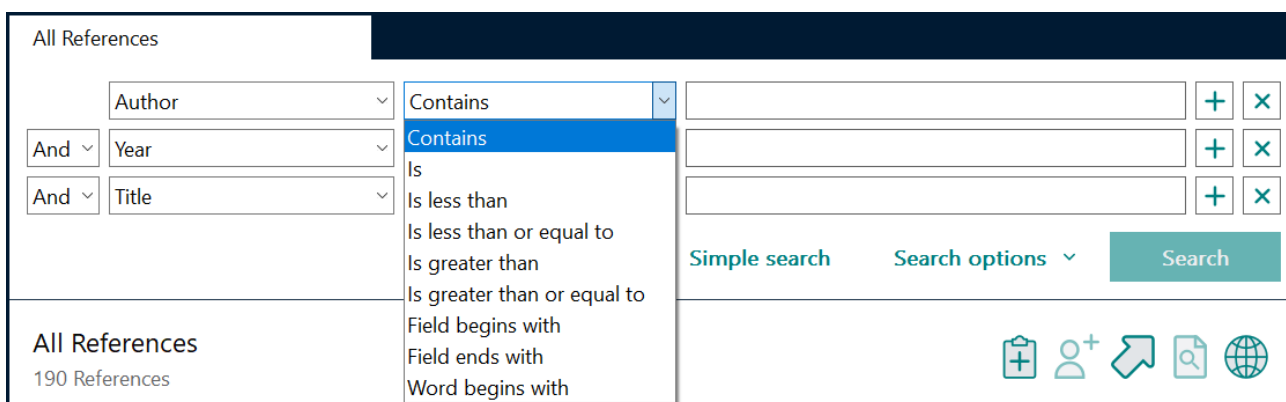 All References
Author Contains
Contains
And Year
Is
And Title
Is less than
Is less than or equal to
Is greater than
Is greater than or equal to
Field begins with
Field ends with
Word begins with
Simple search Search options Search
All References
190 References